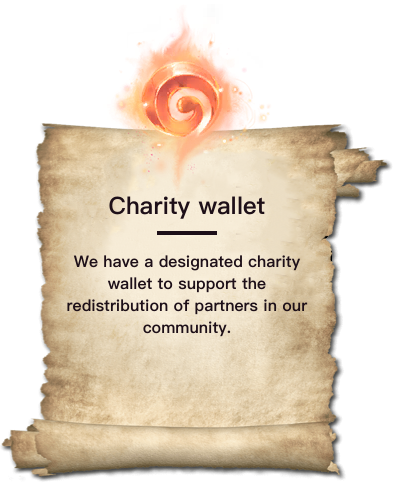 Charity wallet
We have a designated charity
wallet to support the
redistribution of partners in our
community.